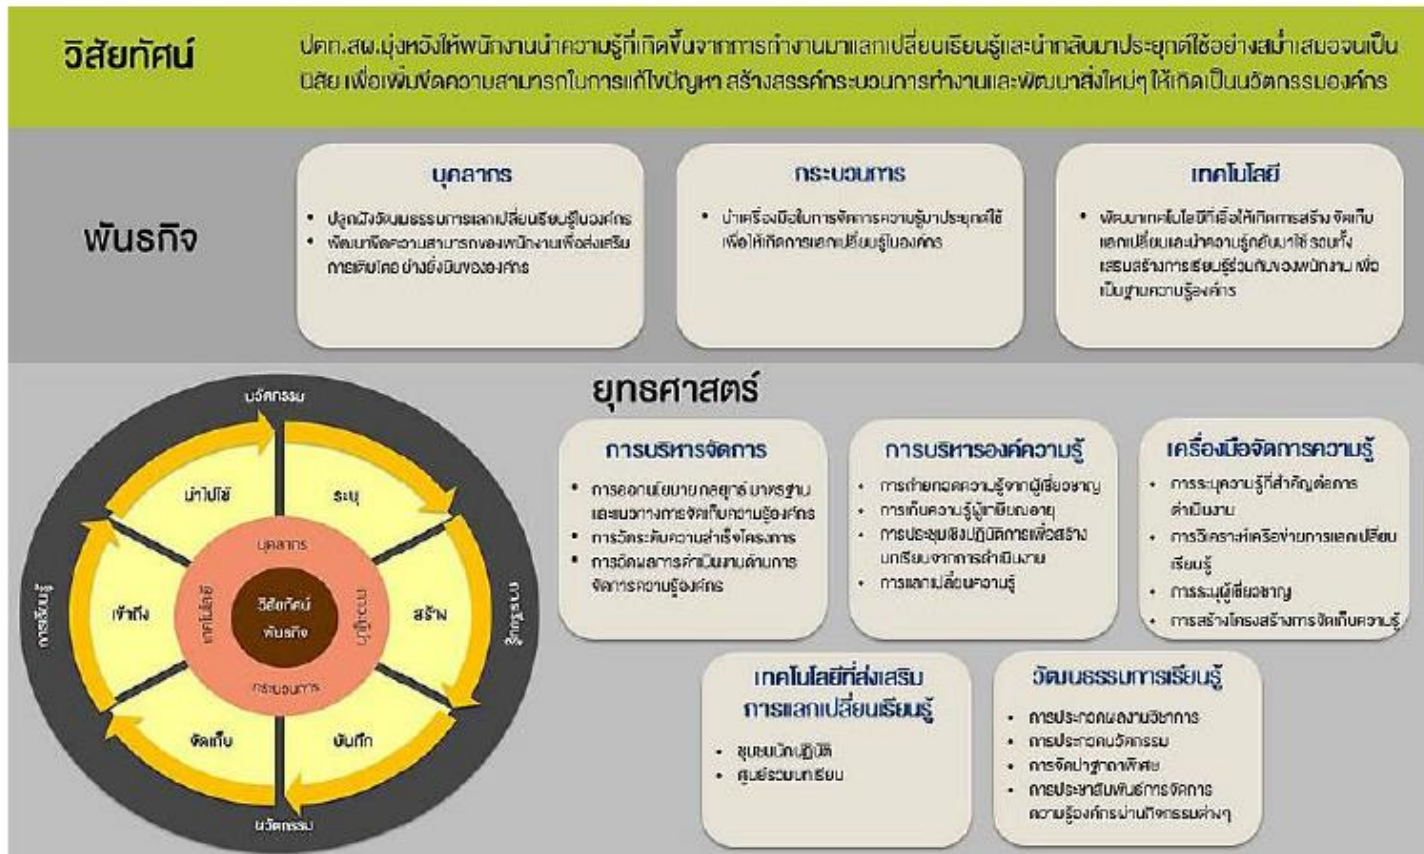 วิสัยทัศน์
ปตท.สผ.มุ่งหวังให้พนักงานนำความรู้ที่เกิดขึ้นจากการทำงานมาแลกเปลี่ยนเรียนรู้และนำกลับมาประยุกต์ใช้อย่างสม่ำเสมอจนเป็น
นิสัย เพื่อเพิ่มขีดความสามารถในการแก้ไขปัญหา สร้างสรรค์กระบวนการทำงานและพัฒนาสิ่งใหม่ๆ ให้เกิดเป็นนวัตกรรมองค์กร
พันธกิจ
บุคลากร
• ปลูกฝังวัฒนธรรมการแลกเปลี่ยนเรียนรู้ในองค์กร
• พัฒนาขีดความสามารถของพนักงานเพื่อส่งเสริม
การเติบโตอย่างยั่งยืนขององค์กร
กระบวนการ
• นำเครื่องมือในการจัดการความรู้มาประยุกต์ใช้
เพื่อให้เกิดการแลกเปลี่ยนรู้ในองค์กร
เทคโนโลยี
• พัฒนาเทคโนโลยีที่เอื้อให้เกิดการสร้าง จัดเก็บ
แลกเปลี่ยนและนำความรู้กลับมาใช้ รวมทั้ง
เสริมสร้างการเรียนรู้ร่วมกันของพนักงาน เพื่อ
เป็นฐานความรู้องค์กร
นวัตกรรม
นำไปใช้
ระบุ
บุคลากร
การเรียนรู้
เข้าถึง
เทคโนโลยี
วิสัยทัศน์
พันธกิจ
ภาวะผู้นำ
สร้าง
การเรียนรู้
กระบวนการ
จัดเก็บ
บันทึก
นวัตกรรม
ยุทธศาสตร์
การบริหารจัดการ
• การออกนโยบาย กลยุทธ์ มาตรฐาน
และแนวทางการจัดเก็บความรู้องค์กร
• การวัดระดับความสำเร็จโครงการ
• การวัดผลการดำเนินงานด้านการ
จัดการความรู้องค์กร
การบริหารองค์ความรู้
• การถ่ายทอดความรู้จากผู้เชี่ยวชาญ
• การเก็บความรู้ผู้เกษียณอายุ
• การประชุมเชิงปฏิบัติการเพื่อสร้าง
บทเรียนจากการดำเนินงาน
• การแลกเปลี่ยนความรู้
เครื่องมือจัดการความรู้
• การระบุความรู้ที่สำคัญต่อการ
ดำเนินงาน
• การวิเคราะห์เครือข่ายการแลกเปลี่ยน
เรียนรู้
• การระบุผู้เชี่ยวชาญ
• การสร้างโครงสร้างการจัดเก็บความรู้
เทคโนโลยีที่ส่งเสริม
การแลกเปลี่ยนเรียนรู้
• ชุมชนนักปฏิบัติ
• ศูนย์รวมบทเรียน
วัฒนธรรมการเรียนรู้
• การประกวดผลงานวิชาการ
• การประกวดนวัตกรรม
• การจัดปาฐกถาพิเศษ
• การประชาสัมพันธ์การจัดการ
ความรู้องค์กรผ่านกิจกรรมต่างๆ